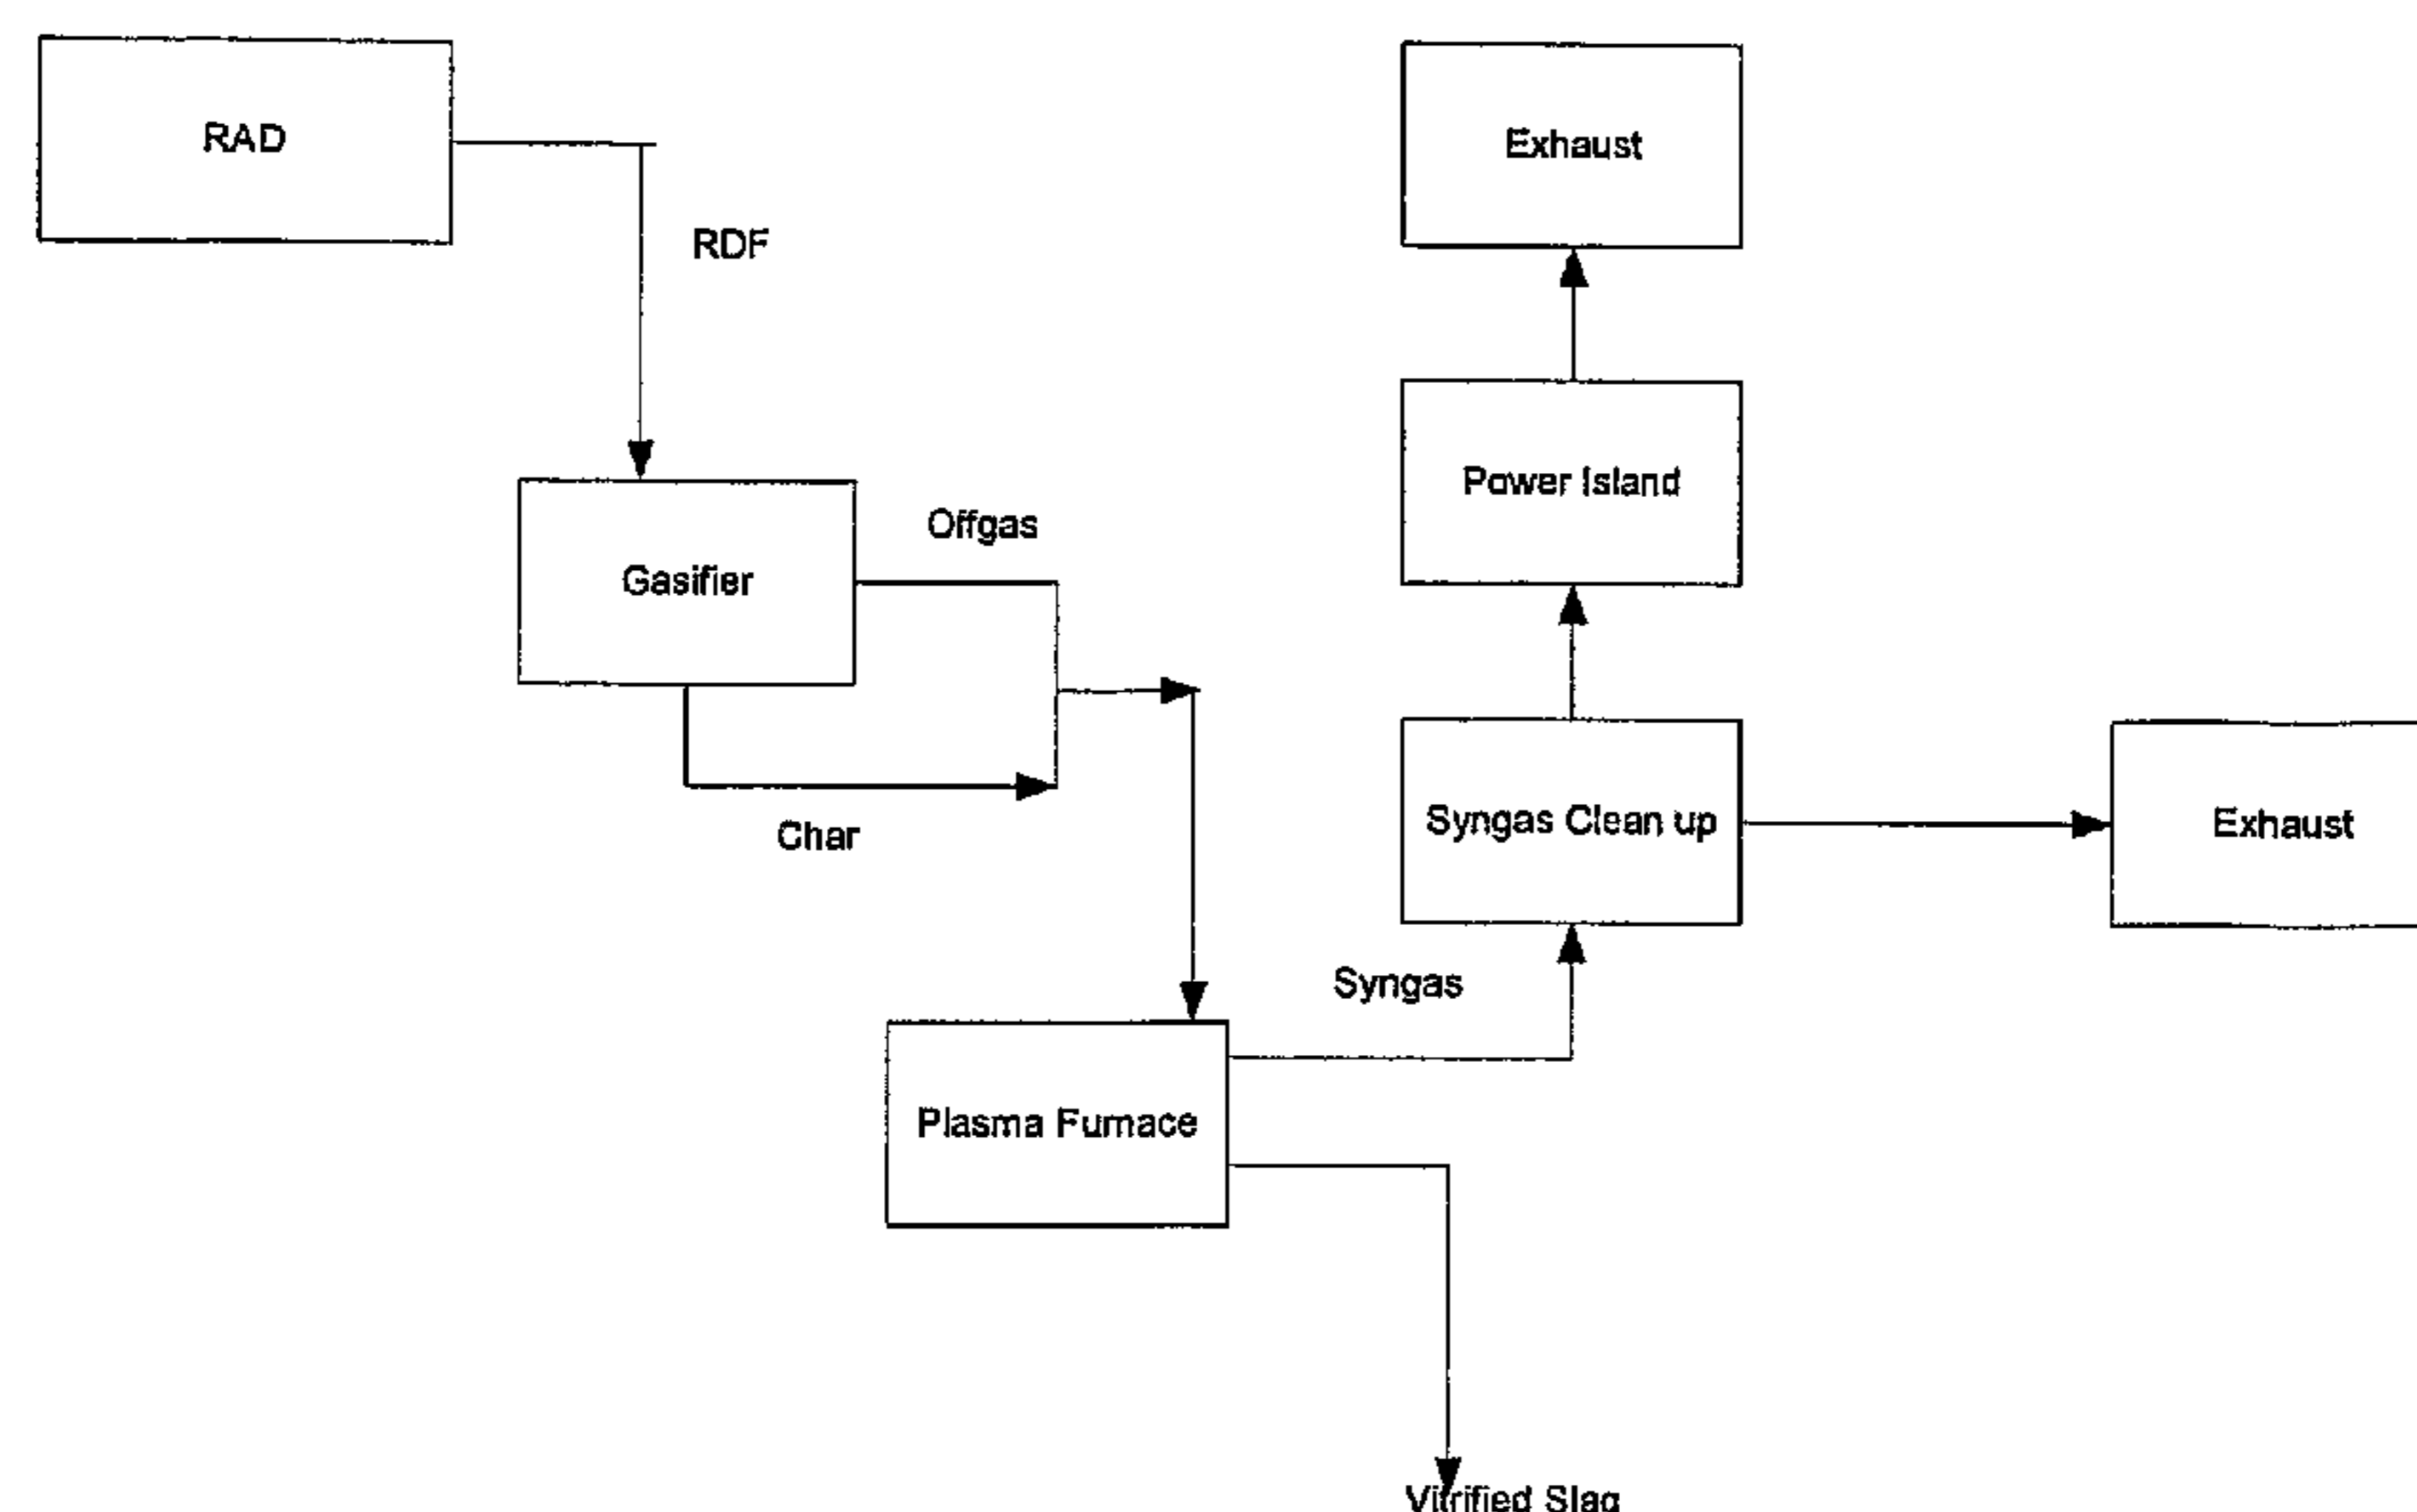 RAD
Exhaust
RDF
Power Island
Offgas
Gasifier
Syngas Clean up
Exhaust
Char
Syngas
Plasma Furnace
Vitrified Slag